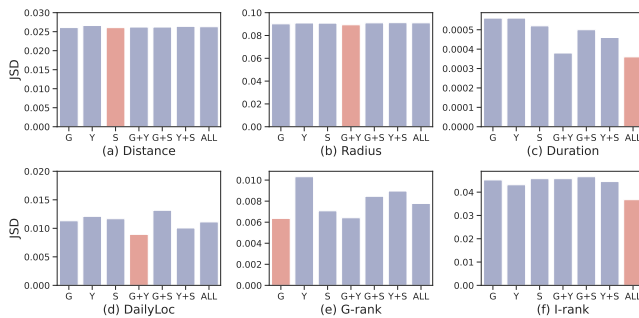 JSD
0.030
0.025
0.020
0.015
0.010
0.005
0.000
G Y S G+Y G+S Y+S ALL
(a) Distance
0.10
0.08
0.06
0.04
0.02
0.00
G Y S G+Y G+S Y+S ALL
(b) Radius
0.0005
0.0004
0.0003
0.0002
0.0001
0.0000
G Y S G+Y G+S Y+S ALL
(c) Duration
JSD
0.020
0.015
0.010
0.005
0.000
G Y S G+Y G+S Y+S ALL
(d) DailyLoc
0.010
0.008
0.006
0.004
0.002
0.000
G Y S G+Y G+S Y+S ALL
(e) G-rank
0.04
0.03
0.02
0.01
0.00
G Y S G+Y G+S Y+S ALL
(f) I-rank